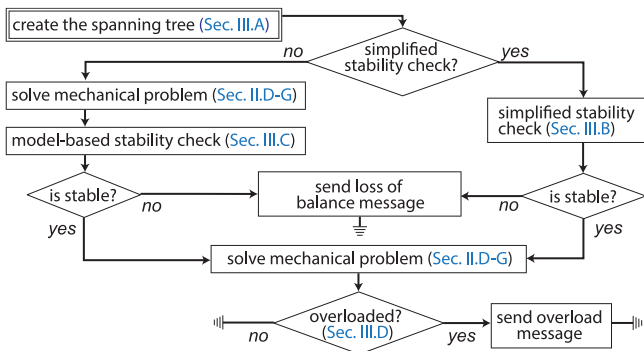 create the spanning tree (Sec. III.A)
simplified
stability check?
no
yes
solve mechanical problem (Sec. II.D-G)
simplified stability
check (Sec. III.B)
model-based stability check (Sec. III.C)
is stable?
no
yes
send loss of
balance message
is stable?
no
yes
solve mechanical problem (Sec. II.D-G)
overloaded?
(Sec. III.D)
no
yes
send overload
message